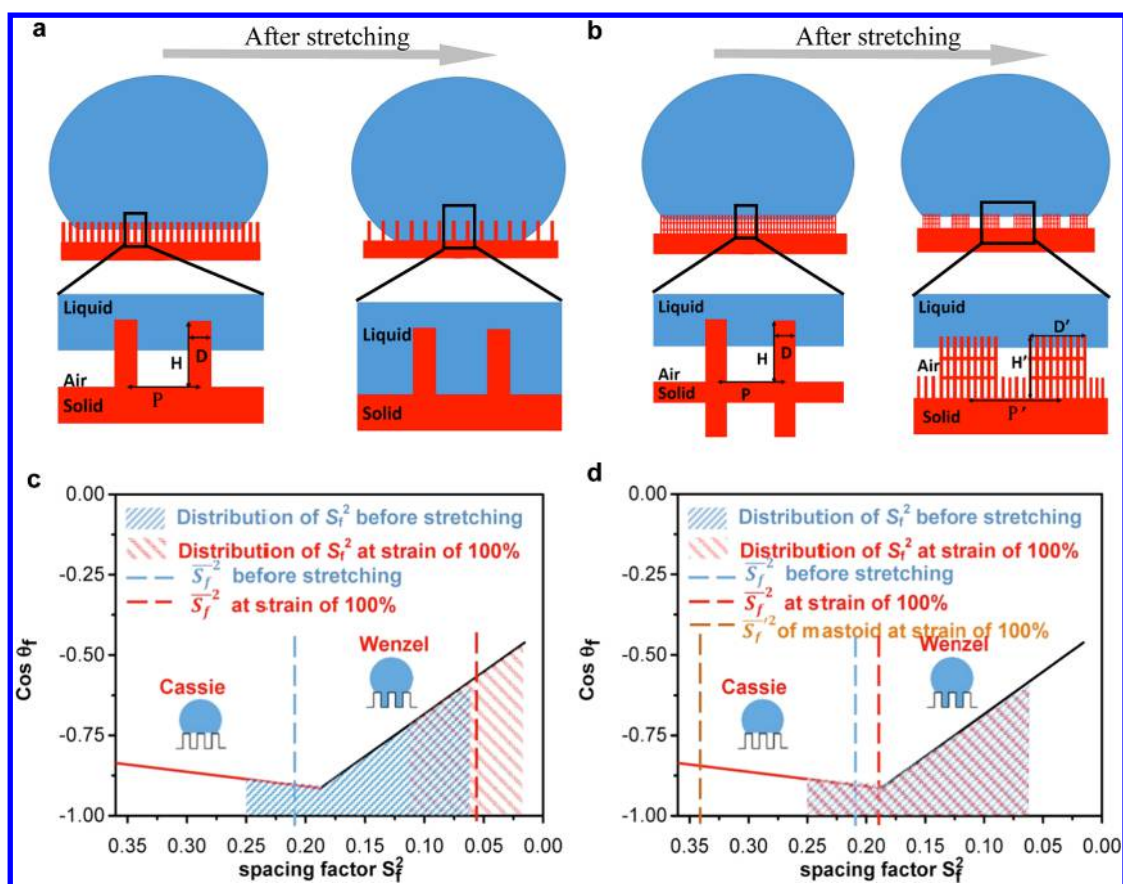 a
After stretching
Liquid
H
D
Air
P
Solid
Liquid
Solid
b
After stretching
Liquid
H
D
Air
P
Solid
Liquid
D'
Air
H'
Solid
P'
c
Cos θf
0.00
-0.25
-0.50
-0.75
-1.00
Distribution of Sf² before stretching
Distribution of Sf² at strain of 100%
Sf² before stretching
Sf² at strain of 100%
Wenzel
Cassie
0.35 0.30 0.25 0.20 0.15 0.10 0.05 0.00
spacing factor Sf²
d
Cos θf
0.00
-0.25
-0.50
-0.75
-1.00
Distribution of Sf² before stretching
Distribution of Sf² at strain of 100%
Sf² before stretching
Sf² at strain of 100%
Sf'² of mastoid at strain of 100%
Wenzel
Cassie
0.35 0.30 0.25 0.20 0.15 0.10 0.05 0.00
spacing factor Sf²